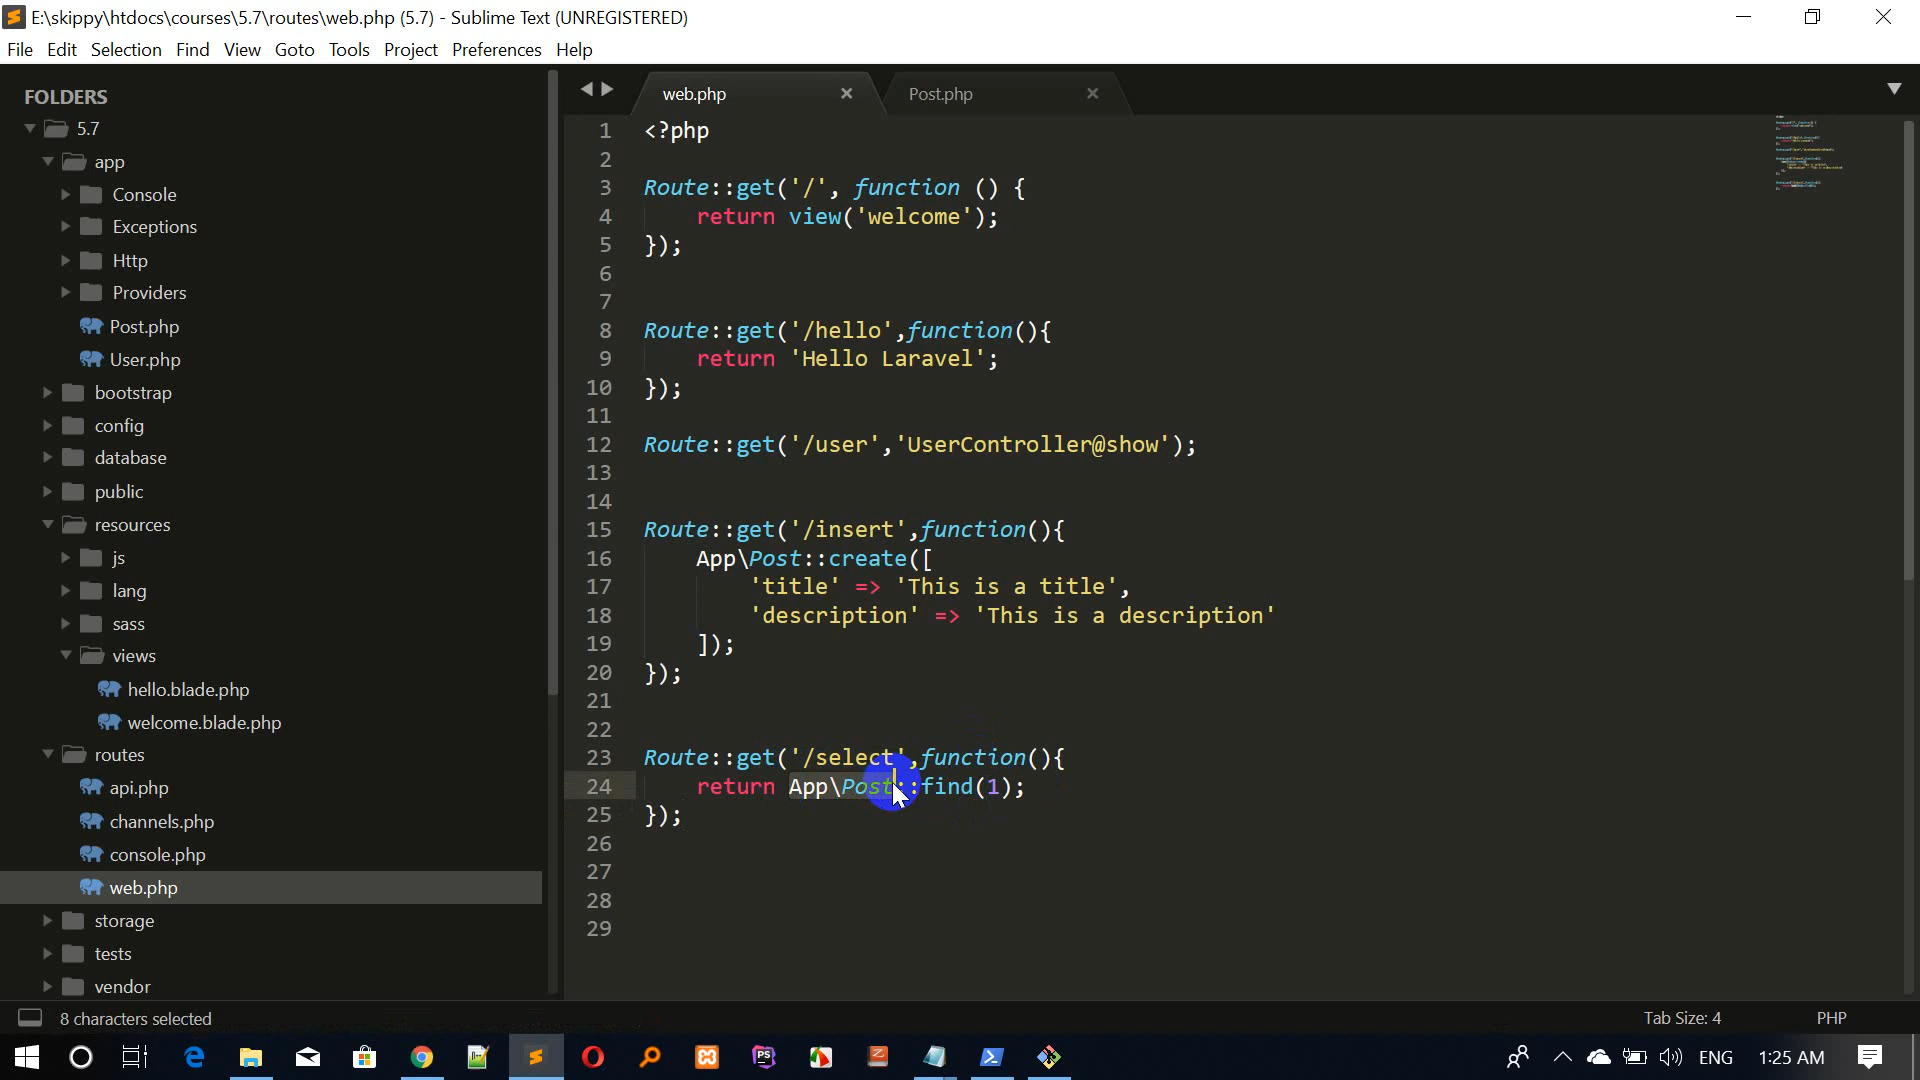 E:\skippy\htdocs\courses\5.7\routes\web.php (5.7) - Sublime Text (UNREGISTERED)
File Edit Selection Find View Goto Tools Project Preferences Help
FOLDERS
5.7
app
Console
Exceptions
Http
Providers
Post.php
User.php
bootstrap
config
database
public
resources
js
lang
sass
views
hello.blade.php
welcome.blade.php
routes
api.php
channels.php
console.php
web.php
storage
tests
vendor
web.php Post.php
1 <?php
2
3 Route::get('/', function () {
4 return view('welcome');
5 });
6
7
8 Route::get('/hello',function(){
9 return 'Hello Laravel';
10 });
11
12 Route::get('/user','UserController@show');
13
14
15 Route::get('/insert',function(){
16 App\Post::create([
17 'title' => 'This is a title',
18 'description' => 'This is a description'
19 ]);
20 });
21
22
23 Route::get('/select',function(){
24 return App\Post::find(1);
25 });
26
27
28
29
8 characters selected
Tab Size: 4 PHP
ENG 1:25 AM